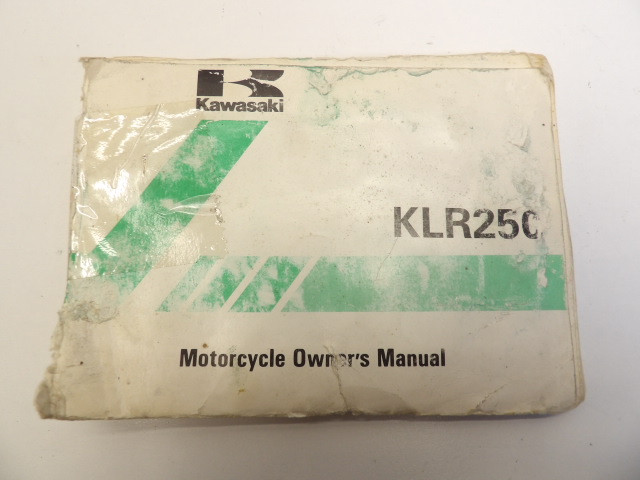 Kawasaki
KLR250
Motorcycle Owner's Manual